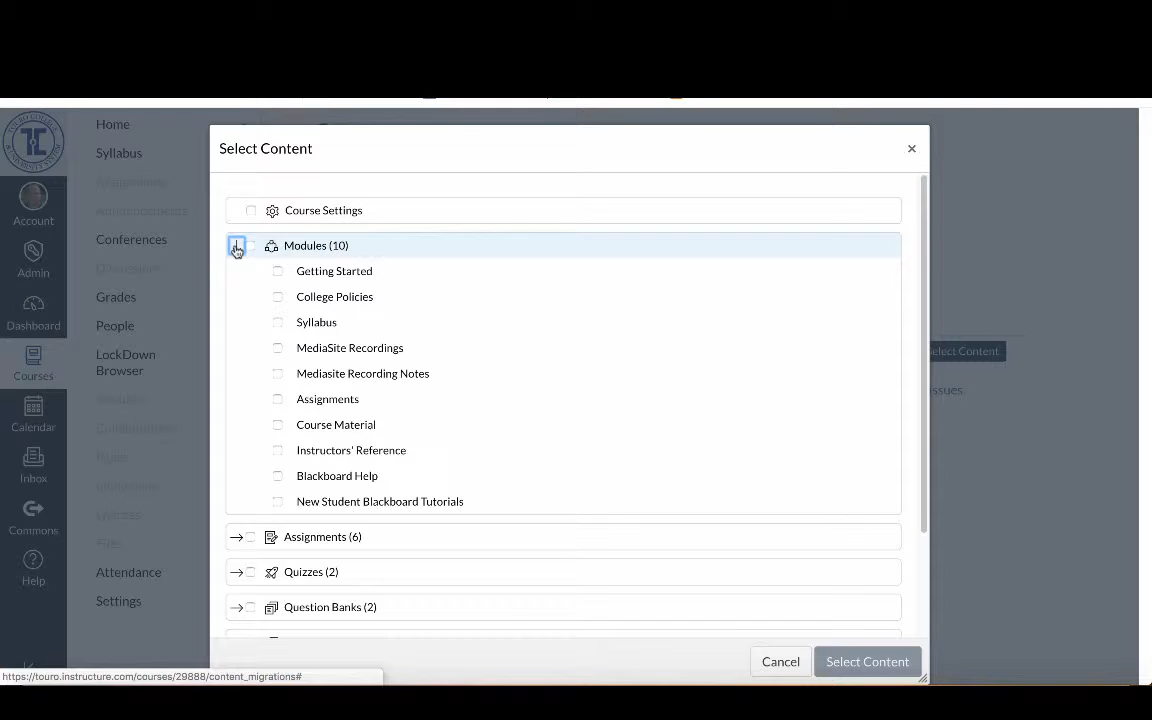 Home
Select Content
×
Syllabus
Account
Course Settings
Conferences
Modules (10)
Admin
Getting Started
Grades
College Policies
People
Syllabus
Dashboard
LockDown
Browser
MediaSite Recordings
Select Content
Courses
Mediasite Recording Notes
issues.
Assignments
Calendar
Course Material
Instructors' Reference
Inbox
Blackboard Help
New Student Blackboard Tutorials
Commons
Assignments (6)
Help
Attendance
Quizzes (2)
Settings
Question Banks (2)
Cancel
Select Content
https://touro.instructure.com/courses/29888/content_migrations#